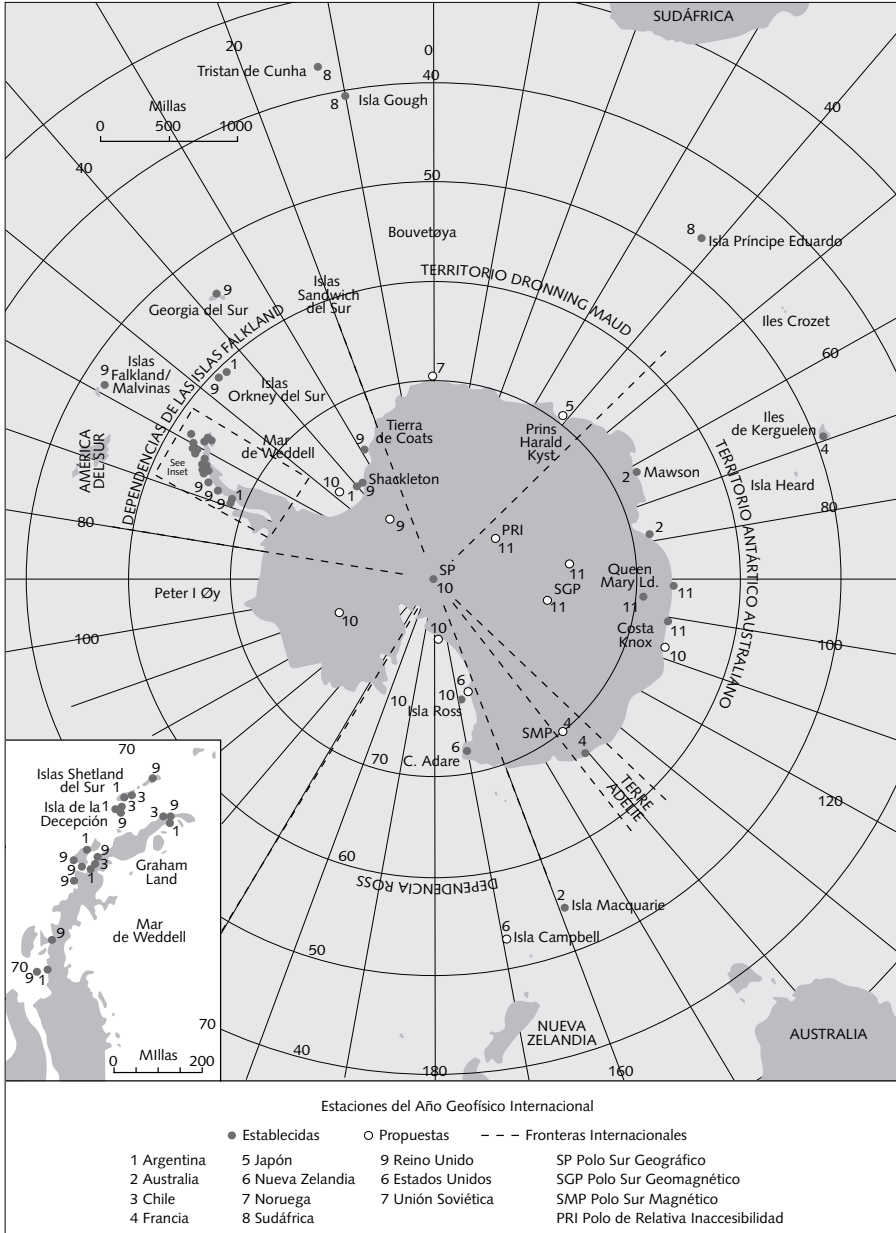 SUDÁFRICA
20
0
Tristan de Cunha
8
40
8
Isla Gough
Millas
0 500 1000
40
40
50
8
Isla Príncipe Eduardo
Bouvetøya
TERRITORIO DRONNING MAUD
Islas
Sandwich
del Sur
9
Georgia del Sur
Iles Crozet
60
DEPENDENCIAS DE LAS ISLAS FALKLAND
9
Islas
Falkland/
Malvinas
1
9
Islas
Orkney del Sur
7
5
Iles
de Kerguelen
4
AMÉRICA
DEL SUR
Mar
de Weddell
9
Tierra
de Coats
Prins
Harald
Kyst
See
Inset
2
Mawson
TERRITORIO ANTÁRTICO AUSTRALIANO
Isla Heard
80
9
9
9
1
10
1
9
Shackleton
9
2
80
PRI
11
SP
10
11
SGP
11
Queen
Mary Ld.
11
11
Peter I Øy
10
Costa
Knox
11
10
100
100
10
6
10
10
Isla Ross
SMP
4
4
6
C. Adare
70
TERRE
ADÉLIE
120
60
DEPENDENCIA ROSS
2
Isla Macquarie
6
Isla Campbell
50
NUEVA
ZELANDIA
AUSTRALIA
40
180
160
70
Islas Shetland
del Sur
9
1
3
Isla de la
Decepción
1
3
9
3
9
1
1
9
9
3
9
1
9
Graham
Land
Mar
de Weddell
9
70
9
1
70
MIllas
0 200
Estaciones del Año Geofísico Internacional
Establecidas Propuestas Fronteras Internacionales
1 Argentina 5 Japón 9 Reino Unido SP Polo Sur Geográfico
2 Australia 6 Nueva Zelandia 6 Estados Unidos SGP Polo Sur Geomagnético
3 Chile 7 Noruega 7 Unión Soviética SMP Polo Sur Magnético
4 Francia 8 Sudáfrica PRI Polo de Relativa Inaccesibilidad